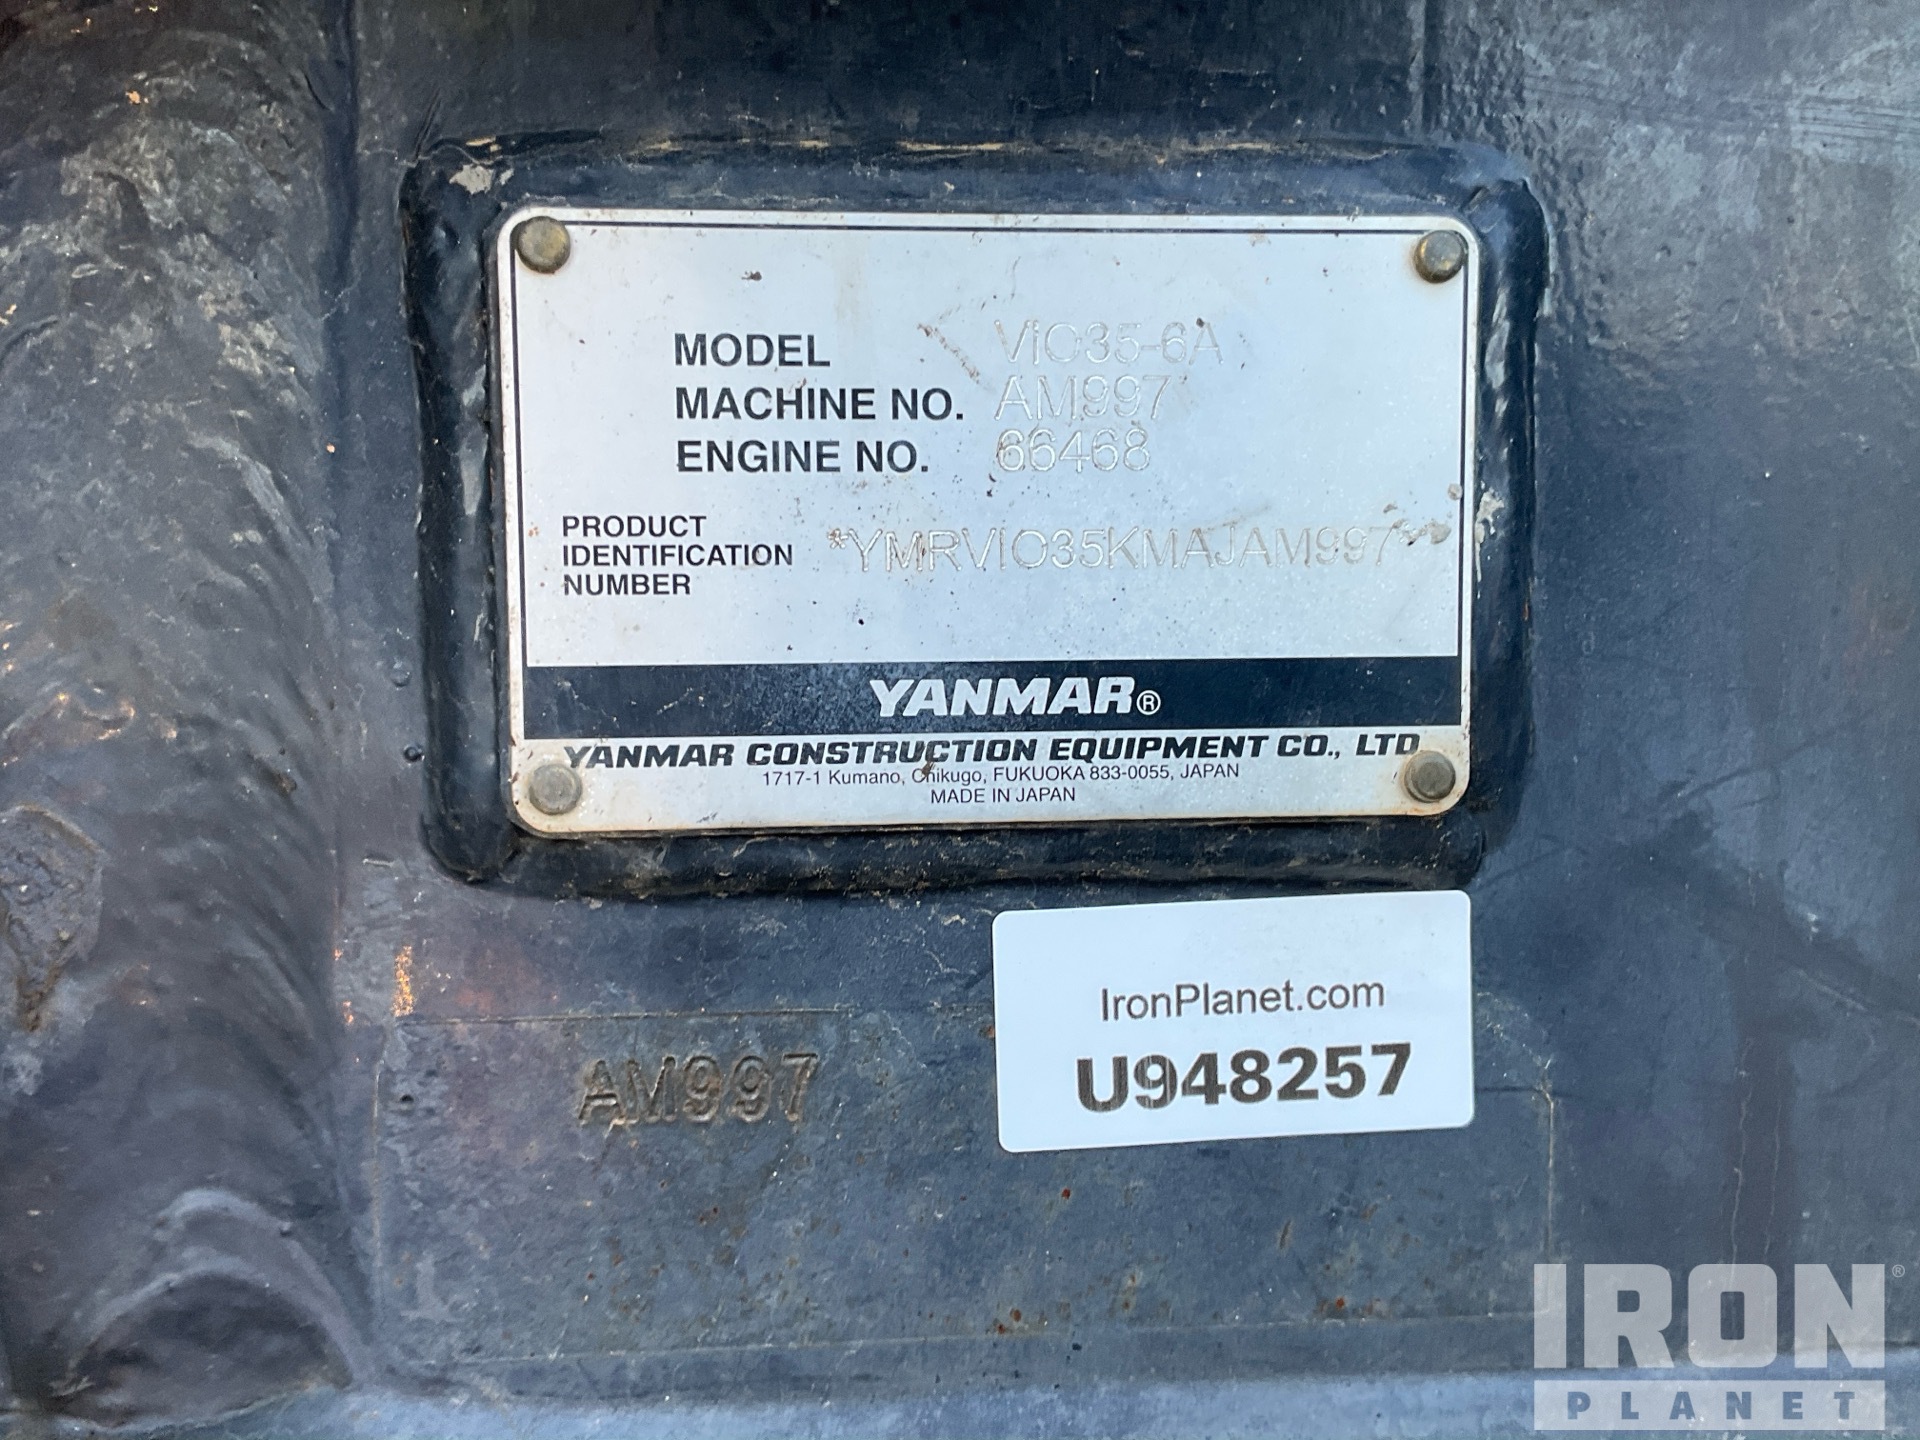 MODEL VIO35-6A
MACHINE NO. AM997
ENGINE NO. 66468
PRODUCT
IDENTIFICATION
NUMBER
*YMRVIO35KMAJAM997*
YANMAR®
YANMAR CONSTRUCTION EQUIPMENT CO., LTD
1717-1 Kumano, Chikugo, FUKUOKA 833-0055, JAPAN
MADE IN JAPAN
IronPlanet.com
U948257
AM997
IRON®
PLANET